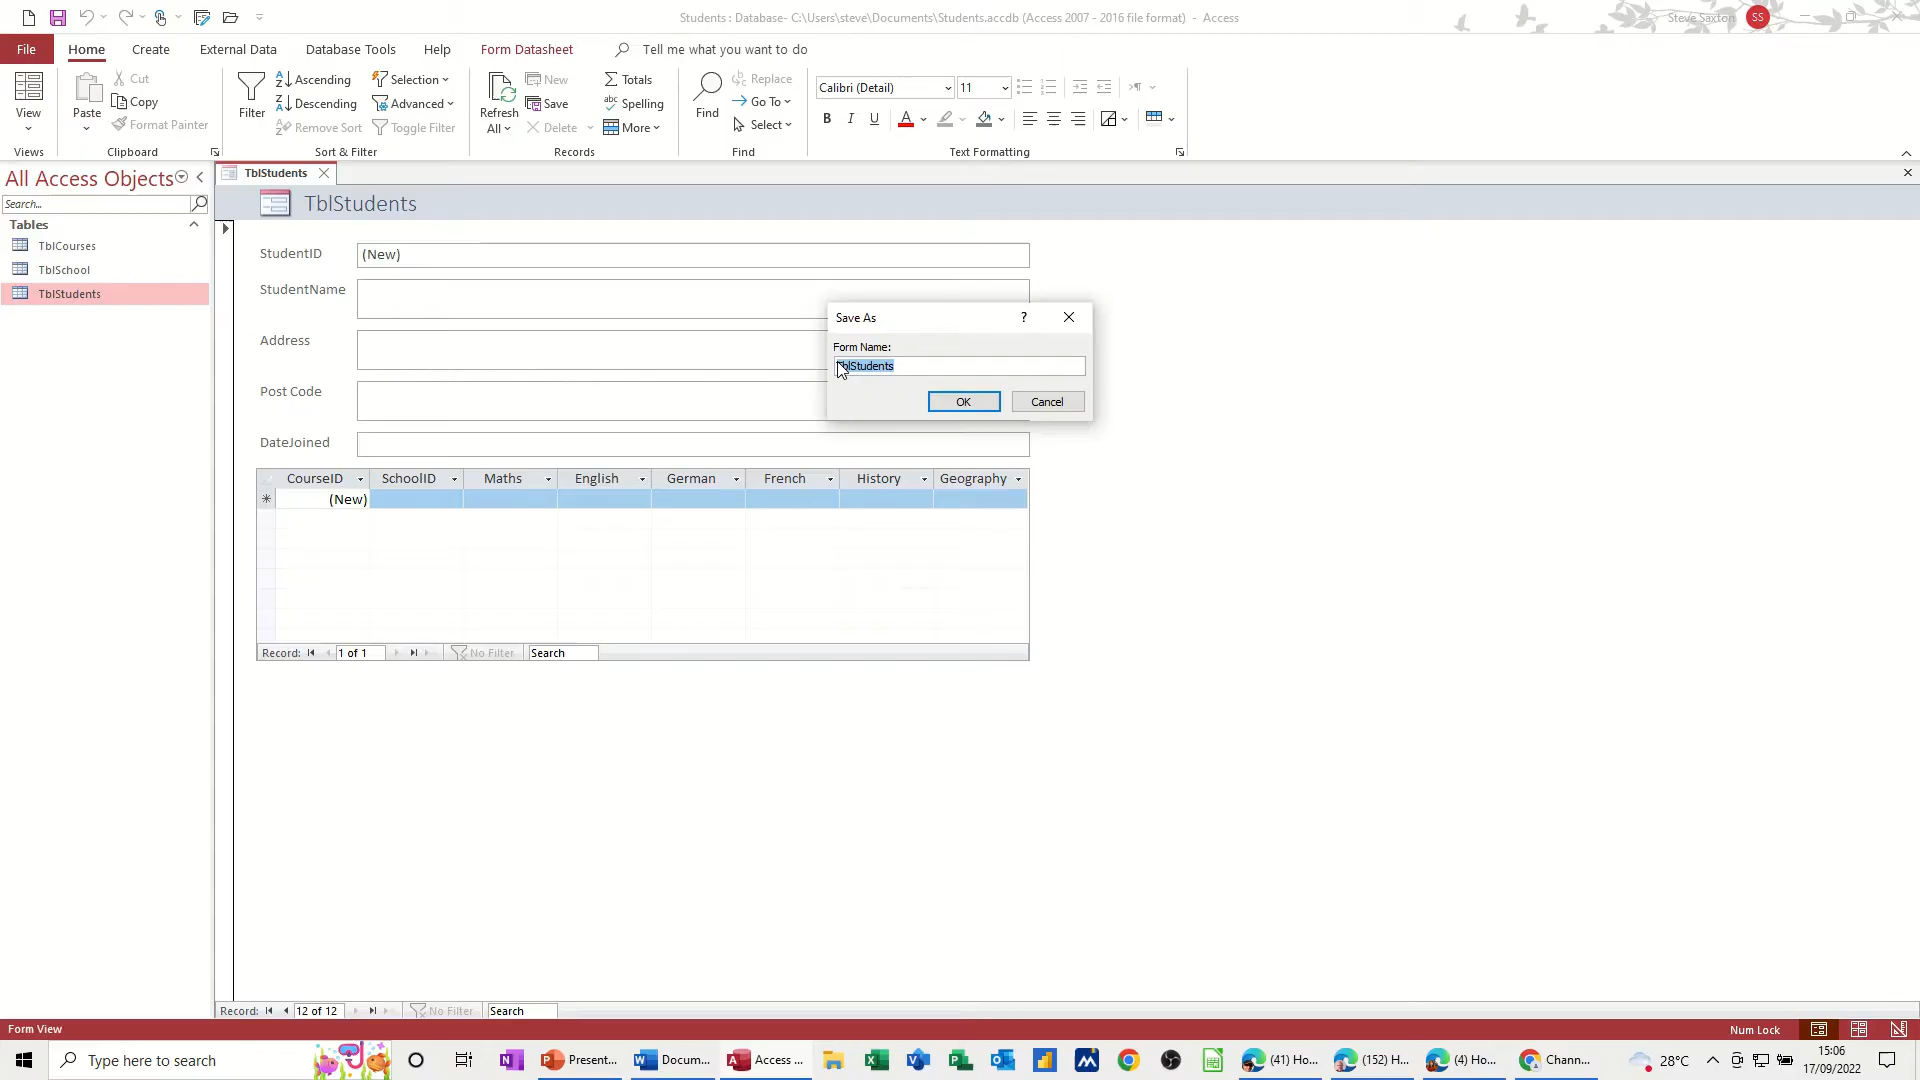 Students : Database- C:\Users\steve\Documents\Students.accdb (Access 2007 - 2016 file format) - Access
Steve Saxton
SS
File
Home
Create
External Data
Database Tools
Help
Form Datasheet
Tell me what you want to do
View
Views
Paste
Cut
Copy
Format Painter
Clipboard
Filter
Ascending
Descending
Remove Sort
Selection
Advanced
Toggle Filter
Sort & Filter
Refresh
All
New
Save
Delete
Totals
Spelling
More
Records
Find
Replace
Go To
Select
Find
Calibri (Detail)
11
B I U
Text Formatting
All Access Objects
Search...
Tables
TblCourses
TblSchool
TblStudents
TblStudents
TblStudents
StudentID
(New)
StudentName
Address
Post Code
DateJoined
Save As
?
Form Name:
TblStudents
OK
Cancel
CourseID SchoolID Maths English German French History Geography
(New)
Record: 1 of 1 No Filter Search
Record: 12 of 12 No Filter Search
Form View
Num Lock
Type here to search
Present...
Docum...
Access ...
(41) Ho...
(152) H...
(4) Ho...
Chann...
28°C
15:06
17/09/2022